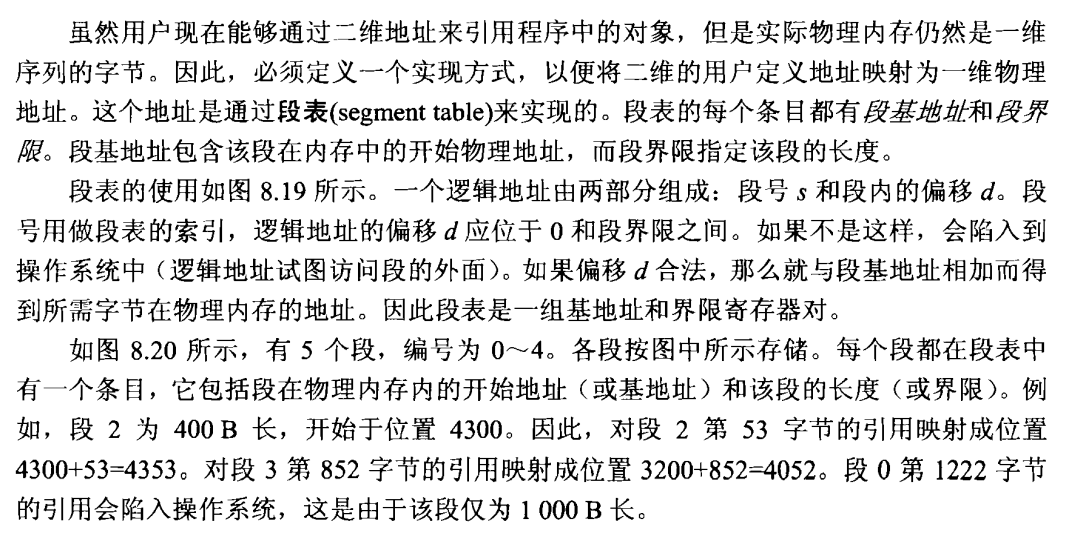 虽然用户现在能够通过二维地址来引用程序中的对象，但是实际物理内存仍然是一维
序列的字节。因此，必须定义一个实现方式，以便将二维的用户定义地址映射为一维物理
地址。这个地址是通过段表(segment table)来实现的。段表的每个条目都有段基地址和段界
限。段基地址包含该段在内存中的开始物理地址，而段界限指定该段的长度。
段表的使用如图 8.19 所示。一个逻辑地址由两部分组成：段号 s 和段内的偏移 d。段
号用做段表的索引，逻辑地址的偏移 d 应位于 0 和段界限之间。如果不是这样，会陷入到
操作系统中（逻辑地址试图访问段的外面）。如果偏移 d 合法，那么就与段基地址相加而得
到所需字节在物理内存的地址。因此段表是一组基地址和界限寄存器对。
如图 8.20 所示，有 5 个段，编号为 0～4。各段按图中所示存储。每个段都在段表中
有一个条目，它包括段在物理内存内的开始地址（或基地址）和该段的长度（或界限）。例
如，段 2 为 400 B 长，开始于位置 4300。因此，对段 2 第 53 字节的引用映射成位置
4300+53=4353。对段 3 第 852 字节的引用映射成位置 3200+852=4052。段 0 第 1222 字节
的引用会陷入操作系统，这是由于该段仅为 1 000 B 长。